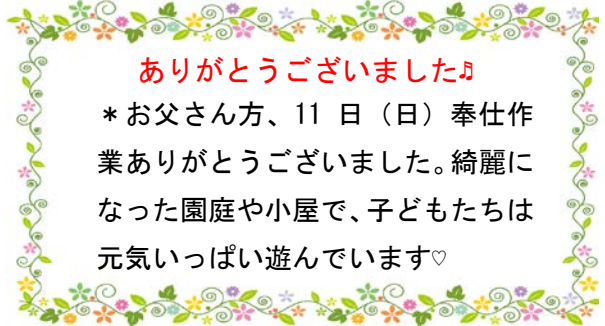 ありがとうございました♬
＊お父さん方、11 日（日）奉仕作
業ありがとうございました。綺麗に
なった園庭や小屋で、子どもたちは
元気いっぱい遊んでいます♡